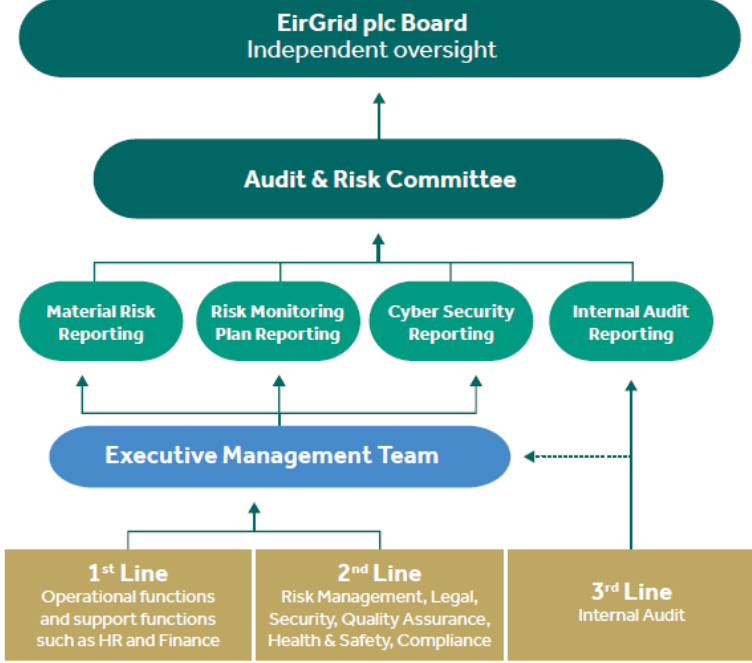 EirGrid plc Board
Independent oversight
Audit & Risk Committee
Material Risk
Reporting
Risk Monitoring
Plan Reporting
Cyber Security
Reporting
Internal Audit
Reporting
Executive Management Team
1st Line
Operational functions
and support functions
such as HR and Finance
2nd Line
Risk Management, Legal,
Security, Quality Assurance,
Health & Safety, Compliance
3rd Line
Internal Audit